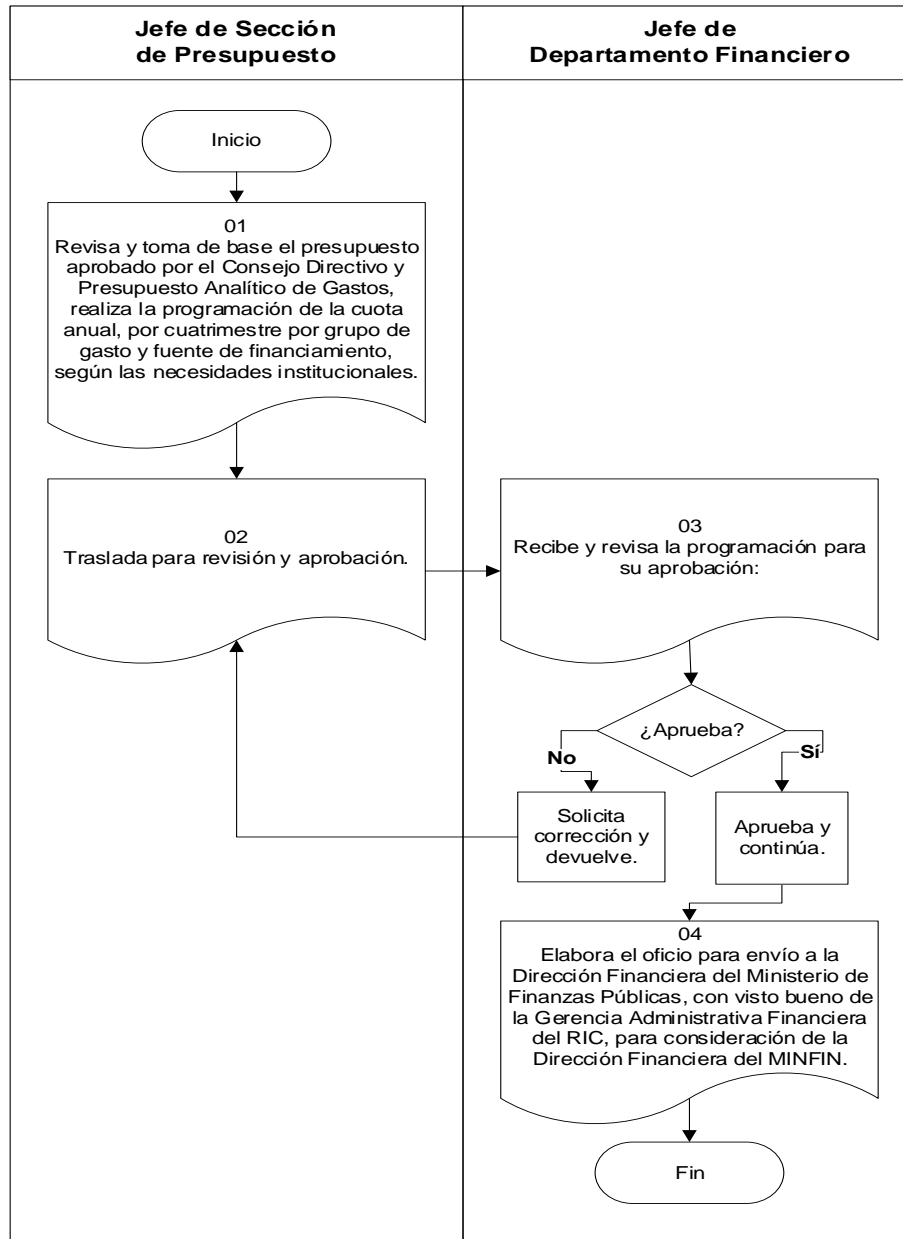 Jefe de Sección
de Presupuesto
Jefe de
Departamento Financiero
Inicio
01
Revisa y toma de base el presupuesto
aprobado por el Consejo Directivo y
Presupuesto Analítico de Gastos,
realiza la programación de la cuota
anual, por cuatrimestre por grupo de
gasto y fuente de financiamiento,
según las necesidades institucionales.
02
Traslada para revisión y aprobación.
03
Recibe y revisa la programación para
su aprobación:
¿Aprueba?
No
Sí
Solicita
corrección y
devuelve.
Aprueba y
continúa.
04
Elabora el oficio para envío a la
Dirección Financiera del Ministerio de
Finanzas Públicas, con visto bueno de
la Gerencia Administrativa Financiera
del RIC, para consideración de la
Dirección Financiera del MINFIN.
Fin